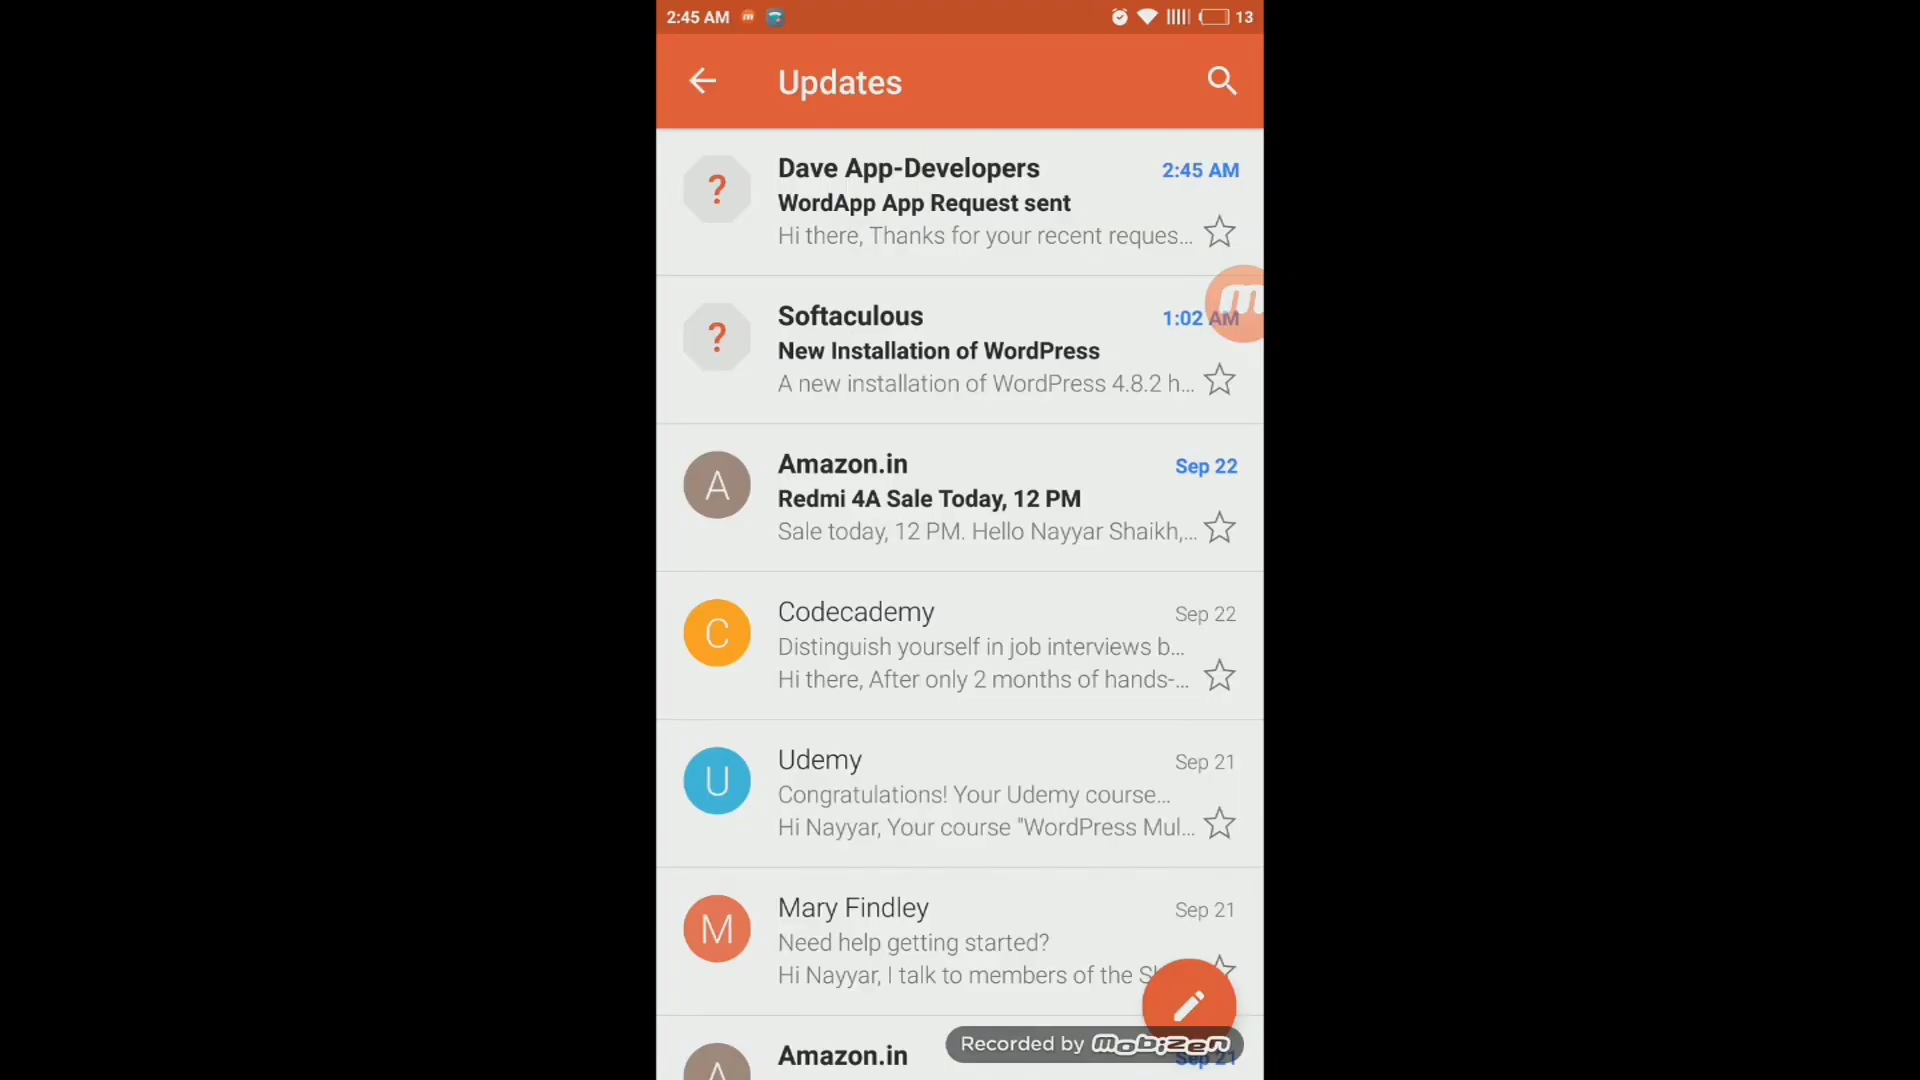 2:45 AM
13
Updates
?
Dave App-Developers
2:45 AM
WordApp App Request sent
Hi there, Thanks for your recent reques...
?
Softaculous
1:02 AM
New Installation of WordPress
A new installation of WordPress 4.8.2 h...
A
Amazon.in
Sep 22
Redmi 4A Sale Today, 12 PM
Sale today, 12 PM. Hello Nayyar Shaikh,...
C
Codecademy
Sep 22
Distinguish yourself in job interviews b...
Hi there, After only 2 months of hands-...
U
Udemy
Sep 21
Congratulations! Your Udemy course...
Hi Nayyar, Your course "WordPress Mul...
M
Mary Findley
Sep 21
Need help getting started?
Hi Nayyar, I talk to members of the
Recorded by mobizen
A
Amazon.in
Sep 21